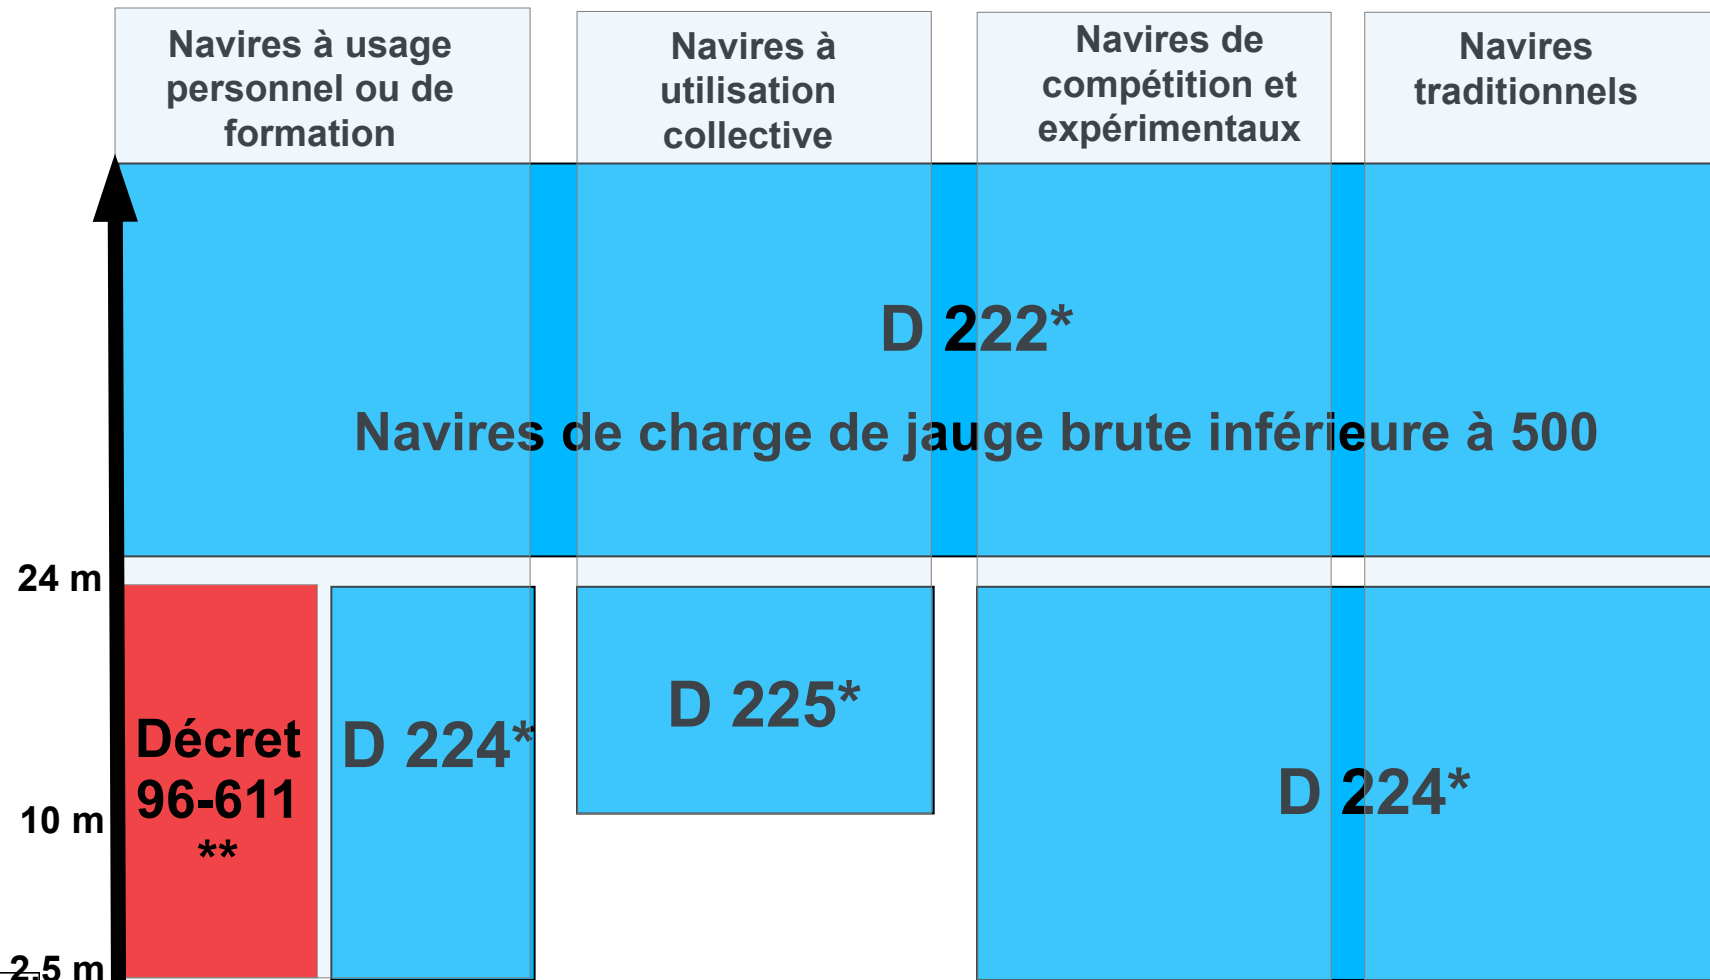 Navires à usage
personnel ou de
formation
Navires à
utilisation
collective
Navires de
compétition et
expérimentaux
Navires
traditionnels
D 222*
Navires de charge de jauge brute inférieure à 500
24 m
Décret
96-611
**
D 224*
D 225*
D 224*
10 m
2,5 m